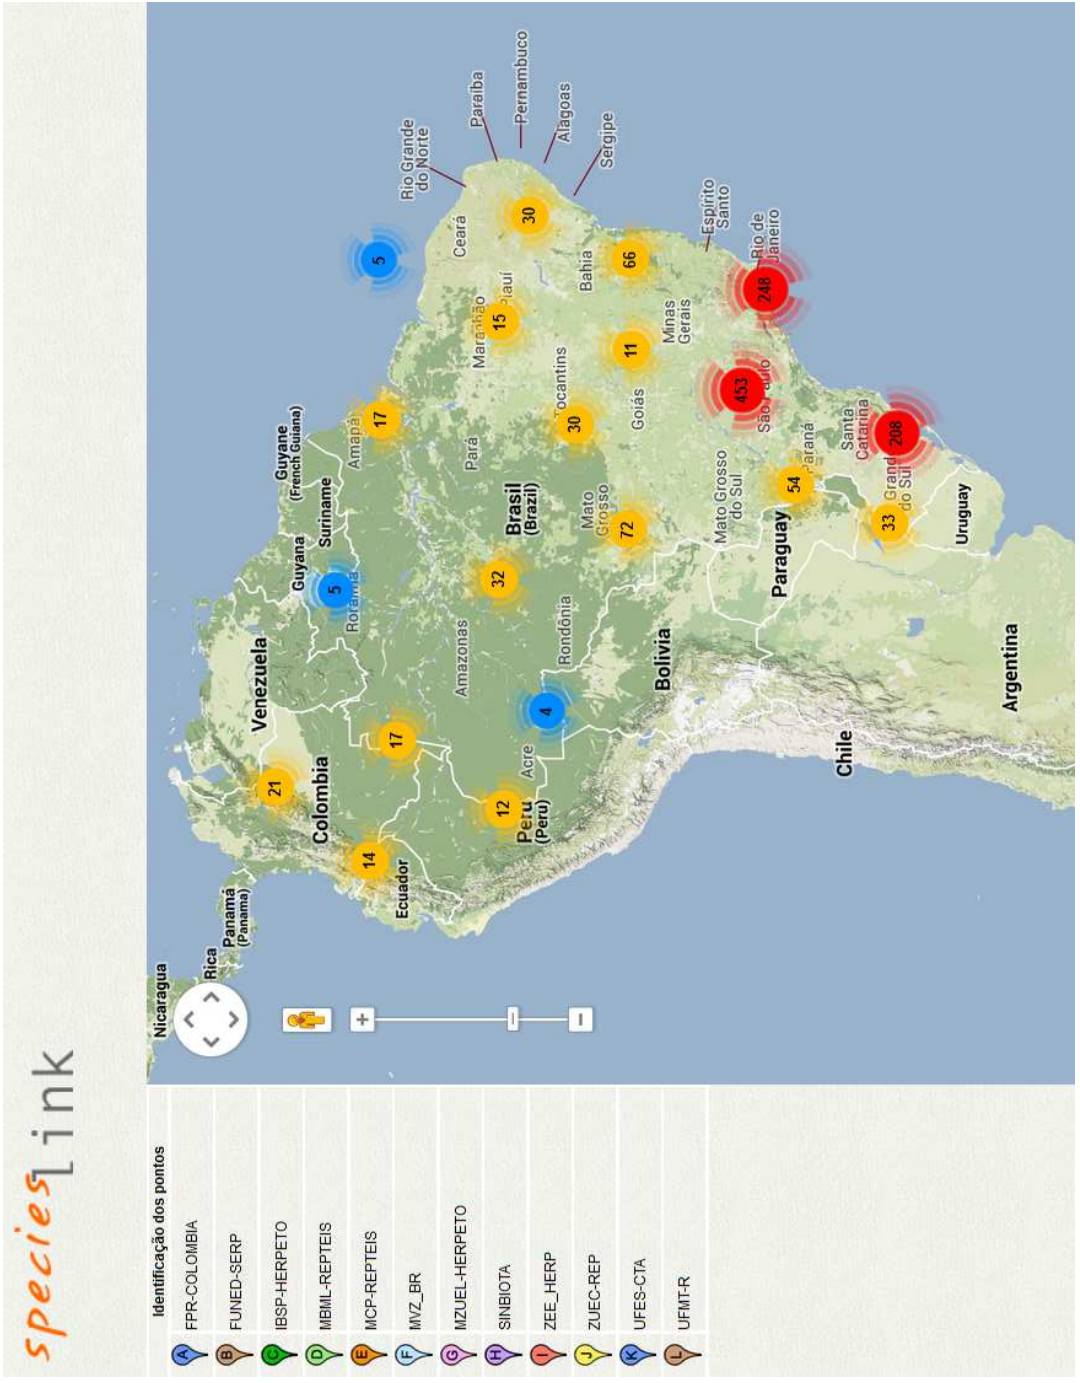 species
Link
Identificação dos pontos
A FPR-COLOMBIA
B FUNED-SERP
C IBSP-HERPETO
D MBML-REPTEIS
E MCP-REPTEIS
F MVZ_BR
G MZUEL-HERPETO
H SINBIOTA
I ZEE_HERP
J ZUEC-REP
K UFES-CTA
L UFMT-R
Nicaragua
Rica
Panamá
(Panama)
Venezuela
Guyana
Suriname
Guyane
(French Guiana)
21
Colombia
5
Roraima
Amapá
17
5
14
Ecuador
17
Amazonas
Pará
Maranhão
Piauí
15
Ceará
Rio Grande
do Norte
Paraíba
Pernambuco
Alagoas
Sergipe
30
12
Peru
(Peru)
Acre
4
32
Brasil
(Brazil)
Rondônia
Mato
Grosso
72
Tocantins
30
Goiás
11
Bahia
66
Minas
Gerais
Espírito
Santo
Rio de
Janeiro
248
Bolivia
Mato Grosso
do Sul
453
São Paulo
Paraguay
54
Paraná
Santa
Catarina
Chile
33
208
Grand
do Sul
Uruguay
Argentina